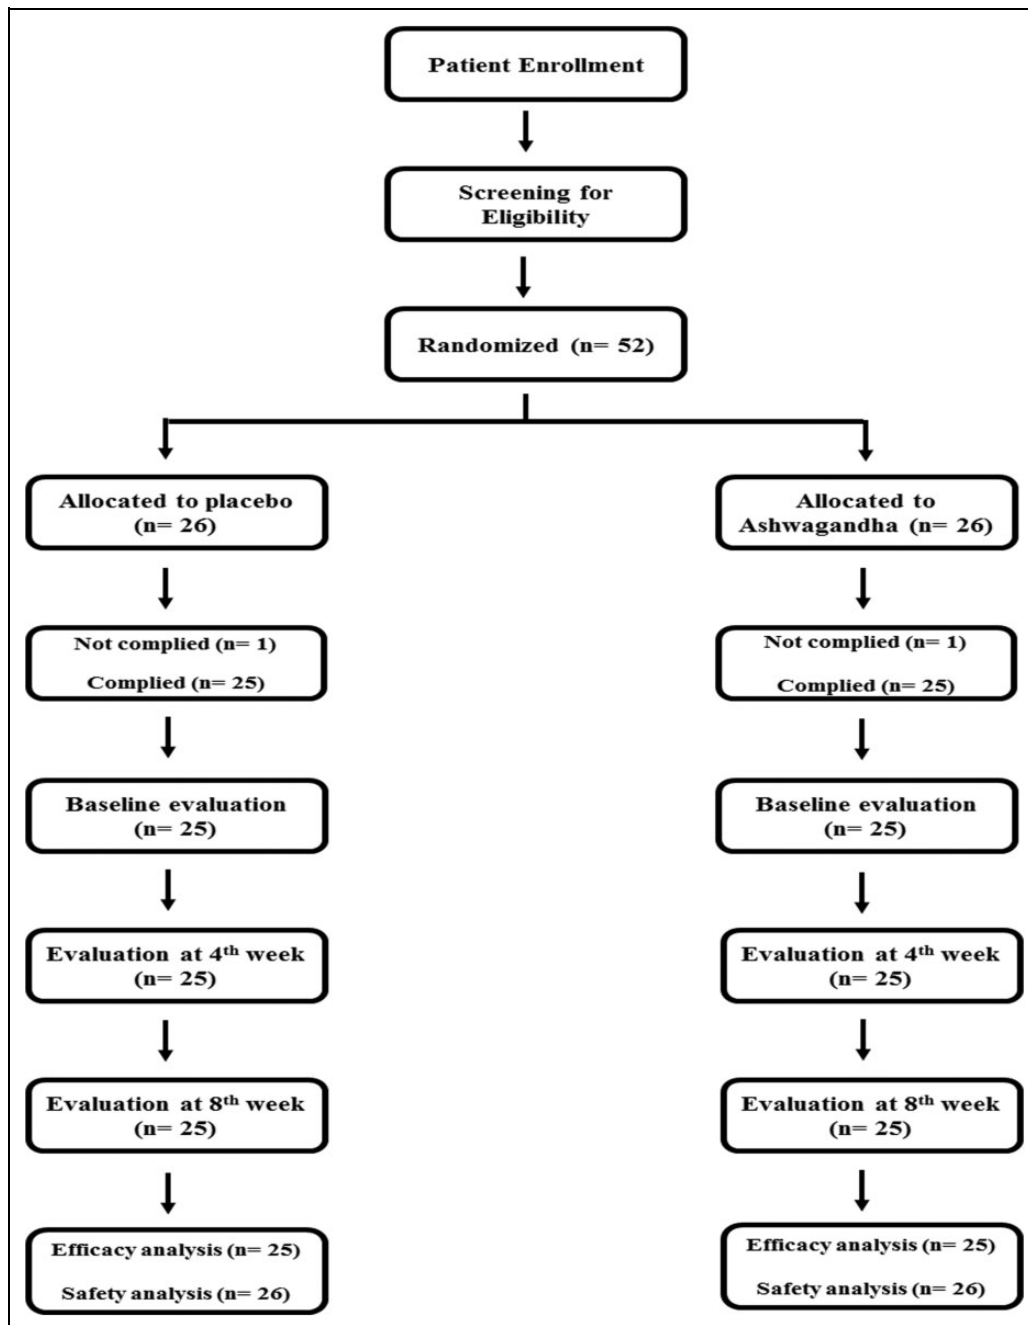 Patient Enrollment
Screening for
Eligibility
Randomized (n= 52)
Allocated to placebo
(n= 26)
Allocated to
Ashwagandha (n= 26)
Not complied (n= 1)
Complied (n= 25)
Not complied (n= 1)
Complied (n= 25)
Baseline evaluation
(n= 25)
Baseline evaluation
(n= 25)
Evaluation at 4th week
(n= 25)
Evaluation at 4th week
(n= 25)
Evaluation at 8th week
(n= 25)
Evaluation at 8th week
(n= 25)
Efficacy analysis (n= 25)
Safety analysis (n= 26)
Efficacy analysis (n= 25)
Safety analysis (n= 26)